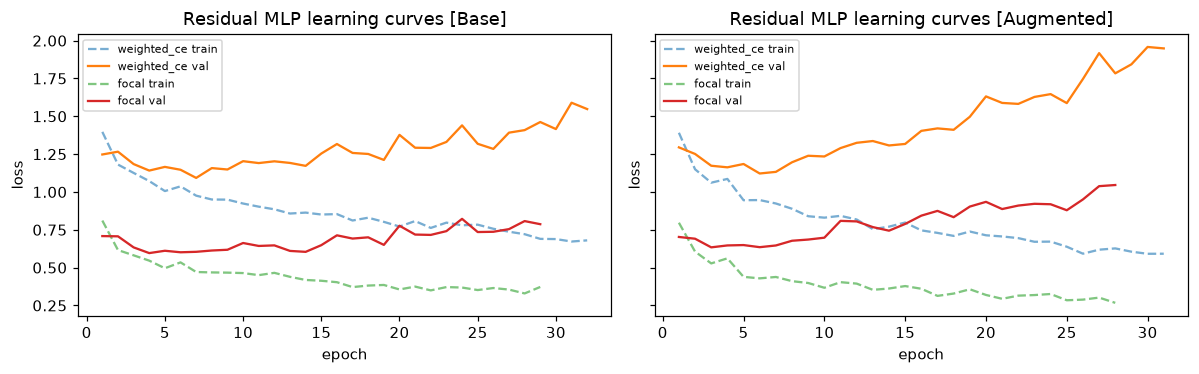 Residual MLP learning curves [Base]
2.00
1.75
1.50
1.25
1.00
0.75
0.50
0.25
loss
weighted_ce train
weighted_ce val
focal train
focal val
0 5 10 15 20 25 30
epoch
Residual MLP learning curves [Augmented]
loss
weighted_ce train
weighted_ce val
focal train
focal val
0 5 10 15 20 25 30
epoch